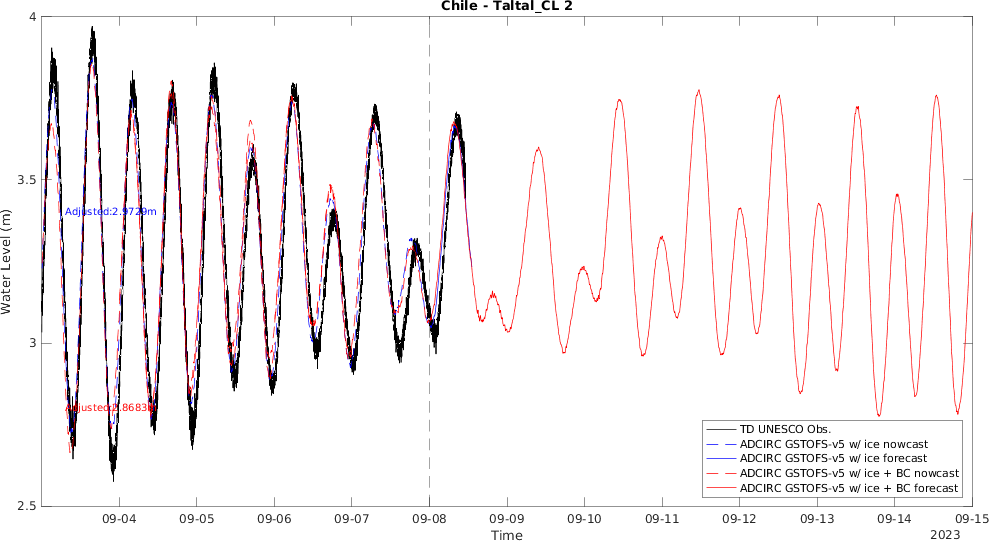 Chile - Taltal_CL 2
4
3.5
3
2.5
Water Level (m)
Adjusted:2.9729m
TD UNESCO Obs.
ADCIRC GSTOFS-v5 w/ ice nowcast
ADCIRC GSTOFS-v5 w/ ice forecast
ADCIRC GSTOFS-v5 w/ ice + BC nowcast
ADCIRC GSTOFS-v5 w/ ice + BC forecast
09-04 09-05 09-06 09-07 09-08 09-09 09-10 09-11 09-12 09-13 09-14 09-15
Time
2023